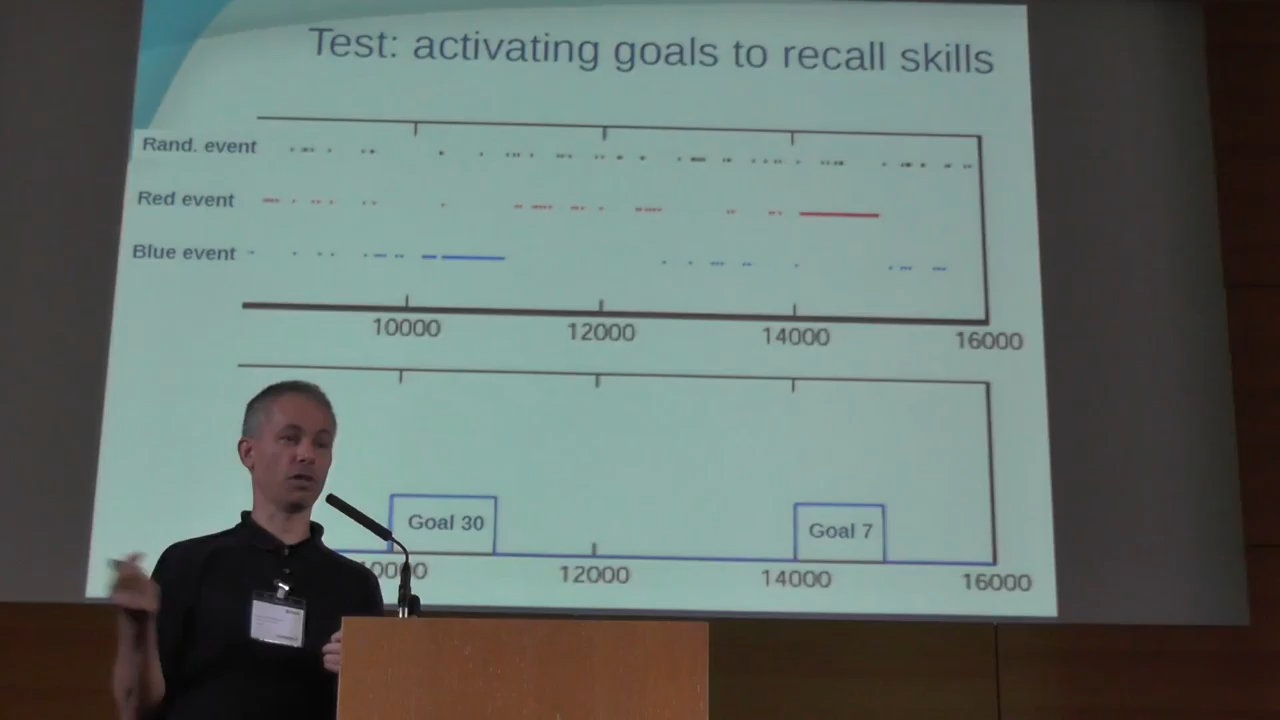 Test: activating goals to recall skills
Rand. event
Red event
Blue event
10000 12000 14000 16000
Goal 30
Goal 7
10000 12000 14000 16000